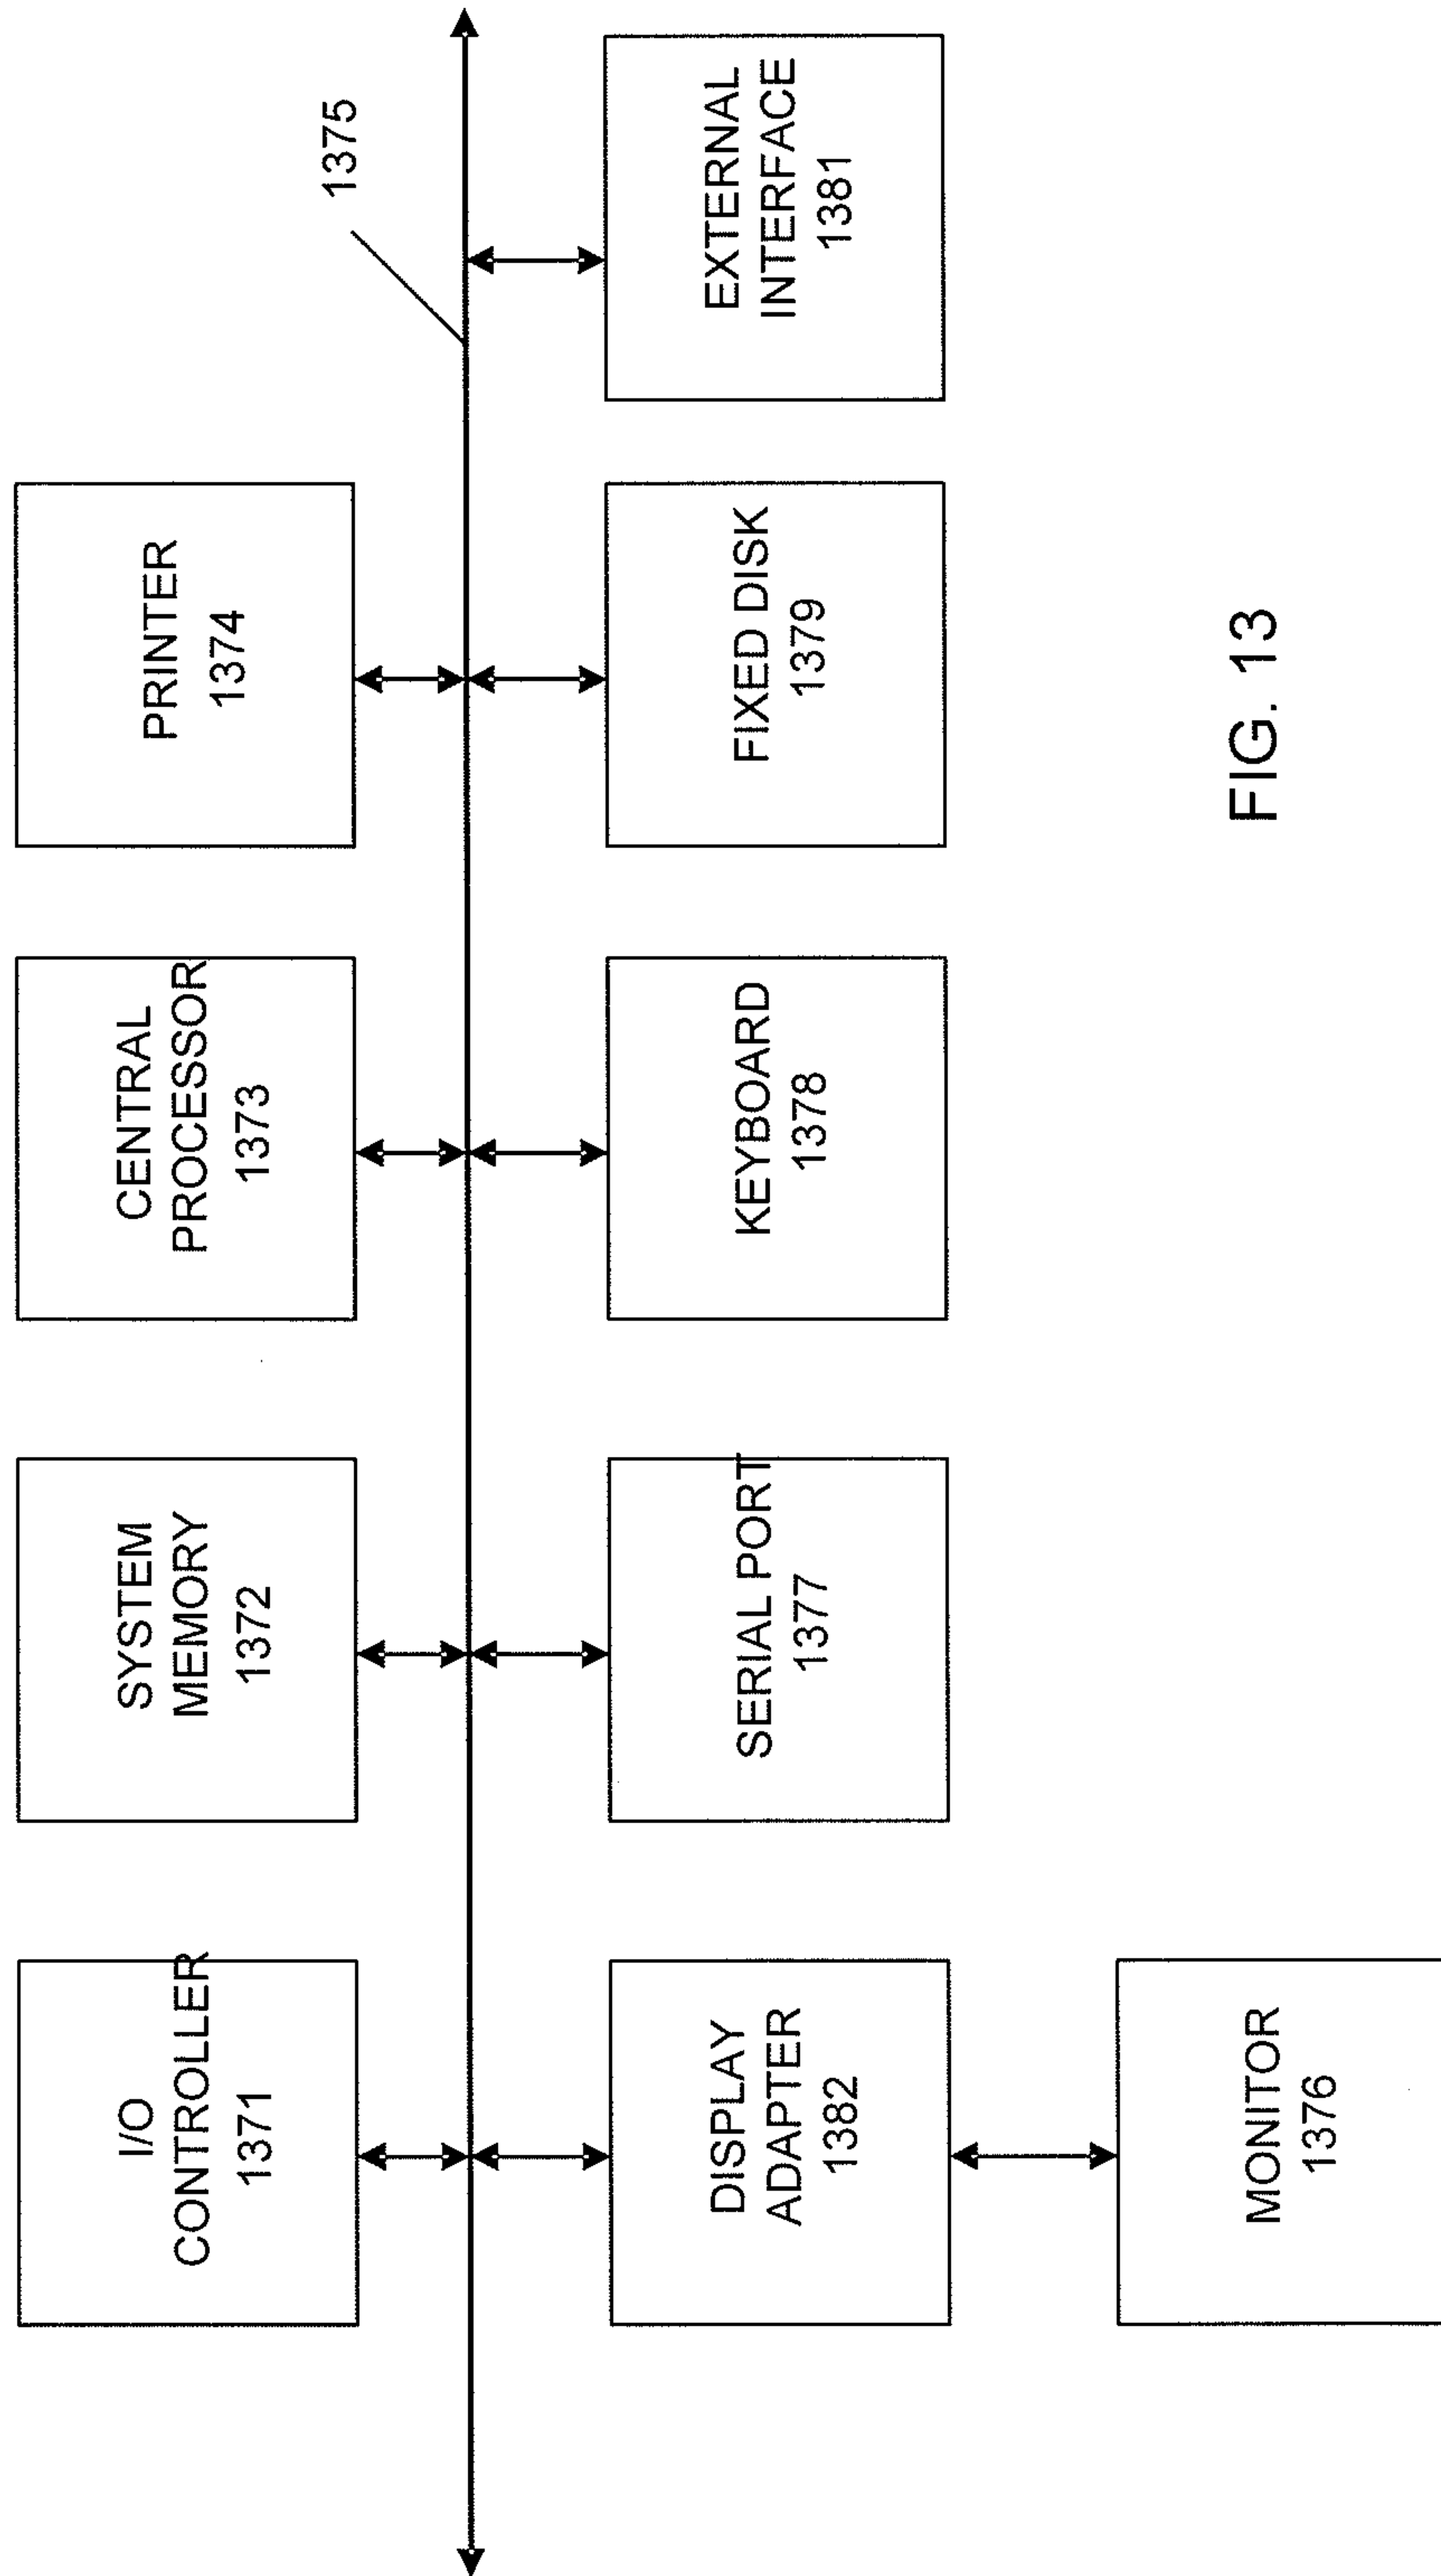 I/O
CONTROLLER
1371
SYSTEM
MEMORY
1372
CENTRAL
PROCESSOR
1373
PRINTER
1374
1375
DISPLAY
ADAPTER
1382
SERIAL PORT
1377
KEYBOARD
1378
FIXED DISK
1379
EXTERNAL
INTERFACE
1381
MONITOR
1376
FIG. 13